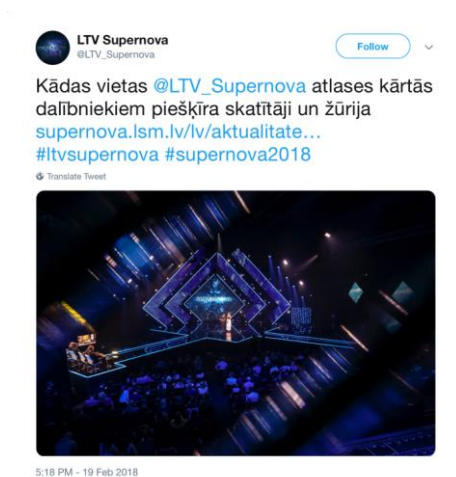 LTV Supernova
@LTV_Supernova
Follow
Kādas vietas @LTV_Supernova atlases kārtās
dalībniekiem piešķīra skatītāji un žūrija
supernova.lsm.lv/lv/aktualitate…
#ltvsupernova #supernova2018
Translate Tweet
5:18 PM - 19 Feb 2018